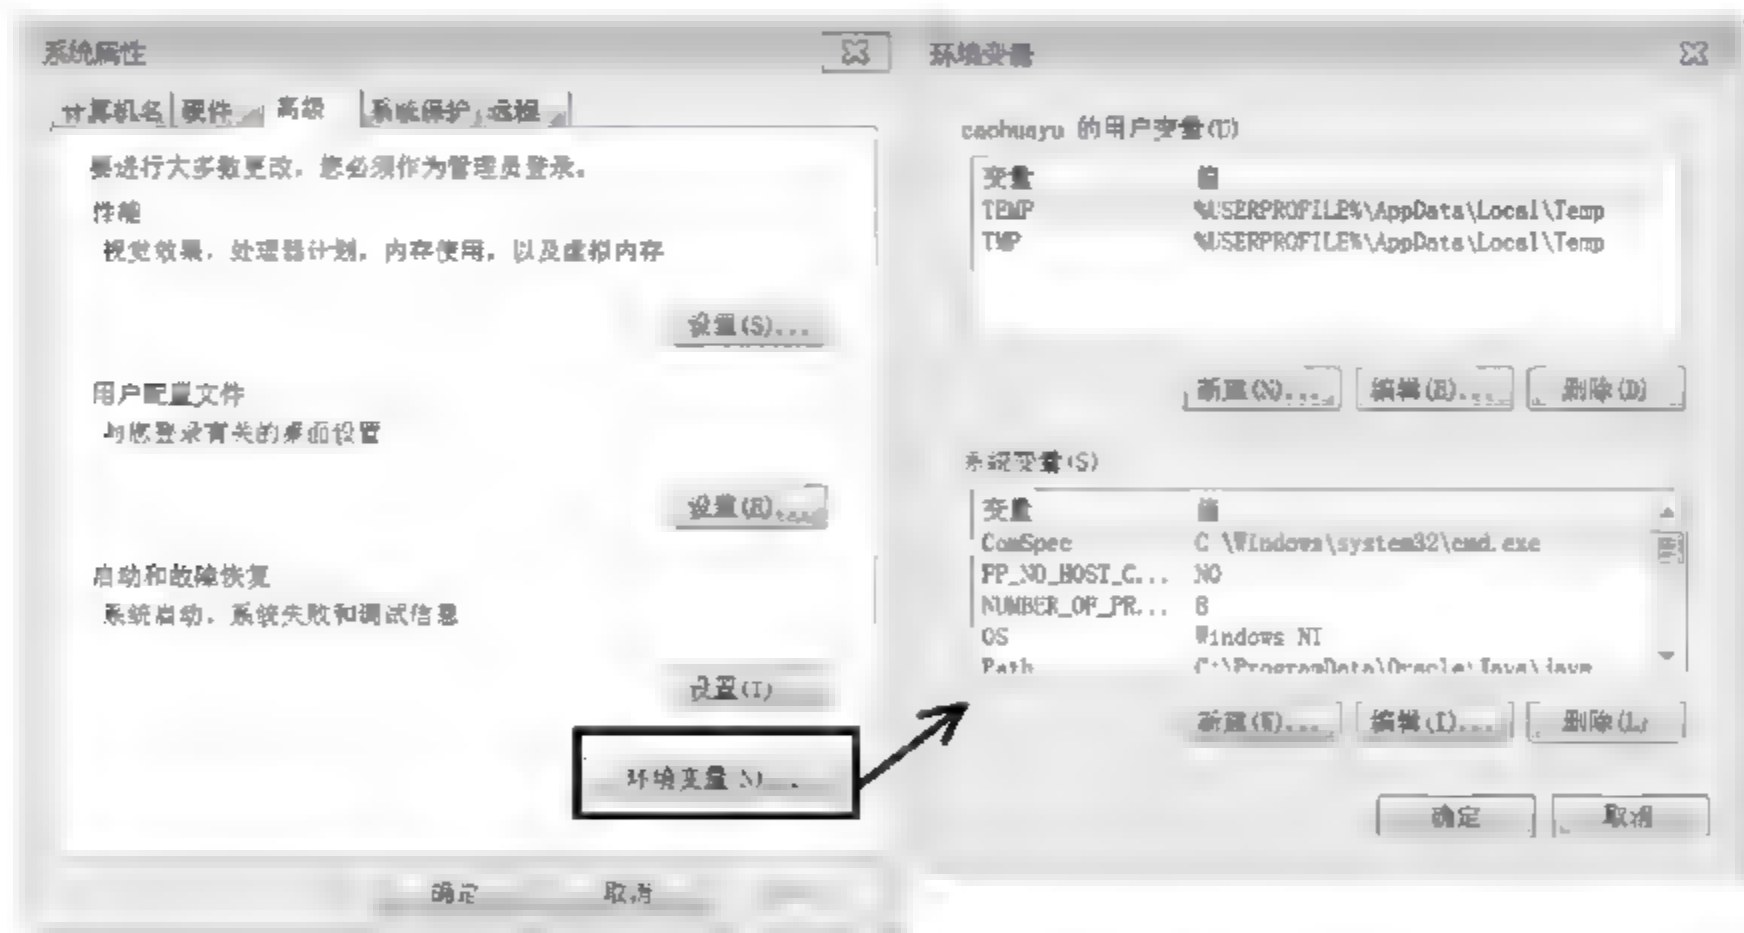 系统属性
计算机名 硬件 高级 系统保护 远程
要进行大多数更改，您必须作为管理员登录。
性能
视觉效果，处理器计划，内存使用，以及虚拟内存
设置(S)...
用户配置文件
与您登录有关的桌面设置
设置(E)...
启动和故障恢复
系统启动、系统失败和调试信息
设置(T)
环境变量(N)...
确定 取消
环境变量
caohuayu 的用户变量(U)
变量 值
TEMP %USERPROFILE%\AppData\Local\Temp
TMP %USERPROFILE%\AppData\Local\Temp
新建(N)... 编辑(E)... 删除(D)
系统变量(S)
变量 值
ComSpec C:\Windows\system32\cmd.exe
FP_NO_HOST_C... NO
NUMBER_OF_PR... 8
OS Windows_NT
Path C:\ProgramData\Oracle\Java\java
新建(W)... 编辑(I)... 删除(L)
确定 取消